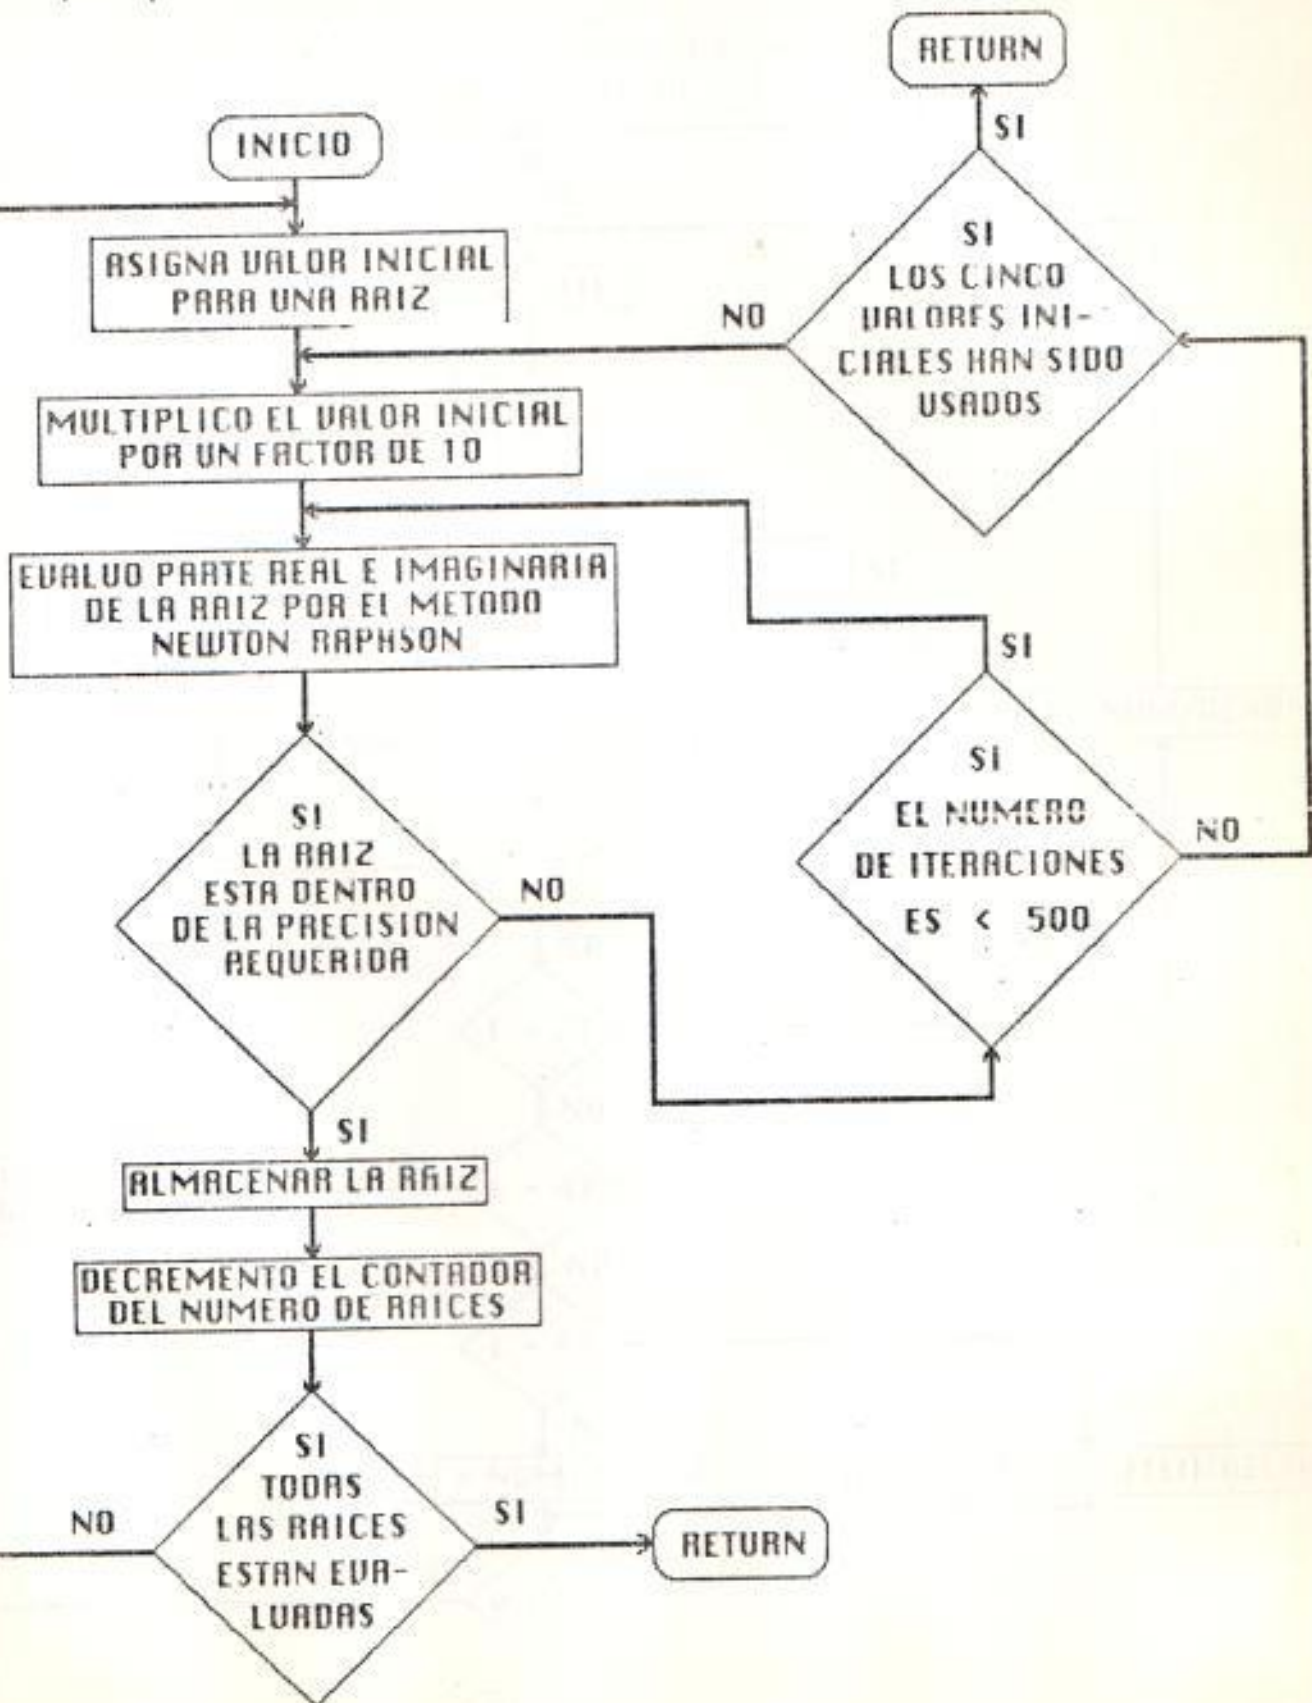 INICIO
ASIGNA VALOR INICIAL
PARA UNA RAIZ
MULTIPLICO EL VALOR INICIAL
POR UN FACTOR DE 10
EVALUO PARTE REAL E IMAGINARIA
DE LA RAIZ POR EL METODO
NEWTON RAPHSON
SI
LA RAIZ
ESTA DENTRO
DE LA PRECISION
REQUERIDA
NO
SI
ALMACENAR LA RAIZ
DECREMENTO EL CONTADOR
DEL NUMERO DE RAICES
SI
TODAS
LAS RAICES
ESTAN EVA-
LUADAS
NO
SI
RETURN
RETURN
SI
SI
LOS CINCO
VALORES INI-
CIALES HAN SIDO
USADOS
NO
SI
SI
EL NUMERO
DE ITERACIONES
ES < 500
NO